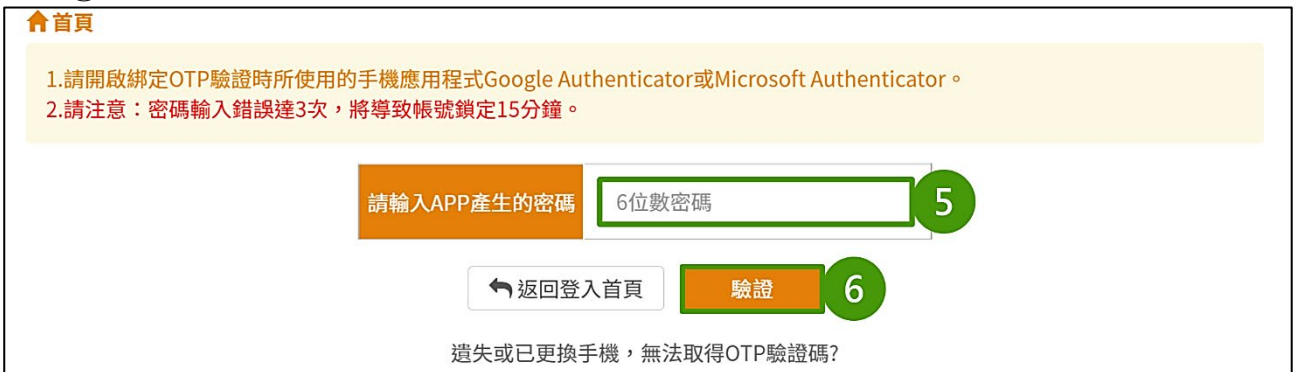 首頁
1.請開啟綁定OTP驗證時所使用的手機應用程式Google Authenticator或Microsoft Authenticator。
2.請注意：密碼輸入錯誤達3次，將導致帳號鎖定15分鐘。
請輸入APP產生的密碼 6位數密碼 5
返回登入首頁 驗證 6
遺失或已更換手機，無法取得OTP驗證碼?